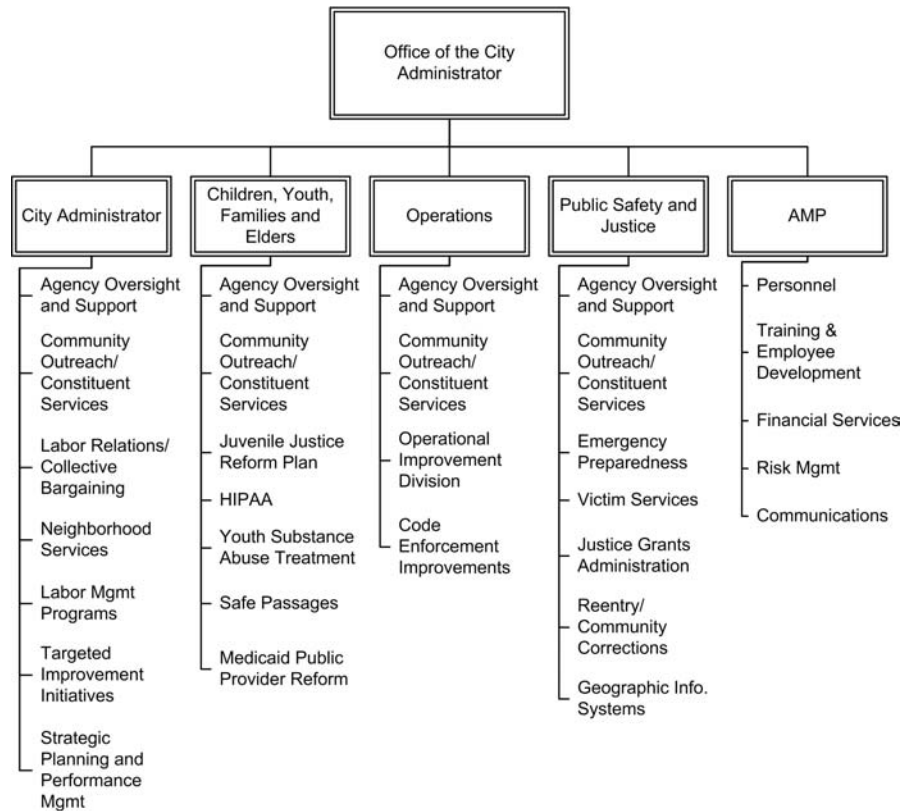 Office of the City
Administrator
City Administrator
Children, Youth,
Families and
Elders
Operations
Public Safety and
Justice
AMP
Agency Oversight
and Support
Community
Outreach/
Constituent
Services
Labor Relations/
Collective
Bargaining
Neighborhood
Services
Labor Mgmt
Programs
Targeted
Improvement
Initiatives
Strategic
Planning and
Performance
Mgmt
Agency Oversight
and Support
Community
Outreach/
Constituent
Services
Juvenile Justice
Reform Plan
HIPAA
Youth Substance
Abuse Treatment
Safe Passages
Medicaid Public
Provider Reform
Agency Oversight
and Support
Community
Outreach/
Constituent
Services
Operational
Improvement
Division
Code
Enforcement
Improvements
Agency Oversight
and Support
Community
Outreach/
Constituent
Services
Emergency
Preparedness
Victim Services
Justice Grants
Administration
Reentry/
Community
Corrections
Geographic Info.
Systems
Personnel
Training &
Employee
Development
Financial Services
Risk Mgmt
Communications